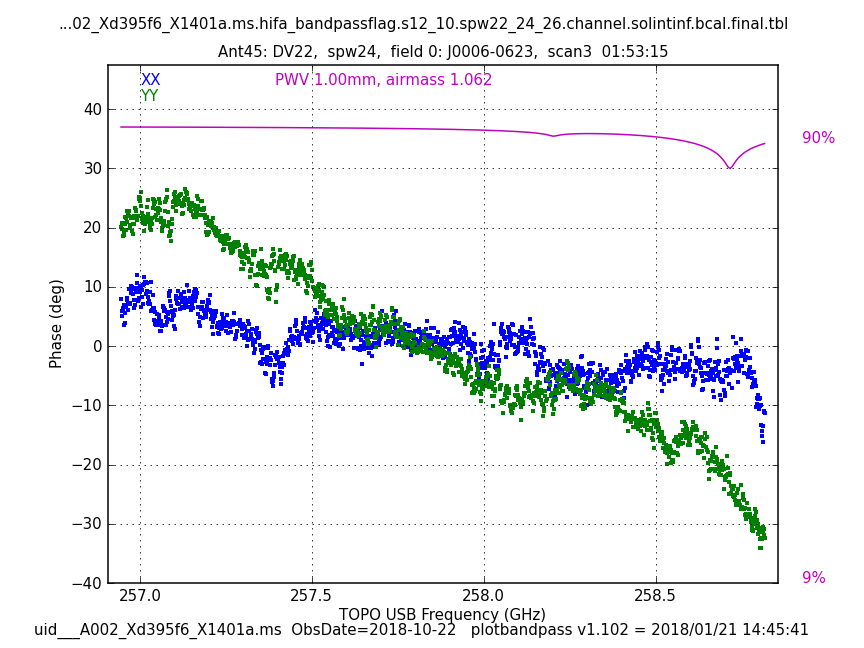 ...02_Xd395f6_X1401a.ms.hifa_bandpassflag.s12_10.spw22_24_26.channel.solintinf.bcal.final.tbl
Ant45: DV22,  spw24,  field 0: J0006-0623,  scan3  01:53:15
XX
PWV 1.00mm, airmass 1.062
YY
40
90%
30
20
10
0
−10
−20
−30
−40
9%
Phase (deg)
257.0 257.5 258.0 258.5
TOPO USB Frequency (GHz)
uid___A002_Xd395f6_X1401a.ms  ObsDate=2018-10-22   plotbandpass v1.102 = 2018/01/21 14:45:41